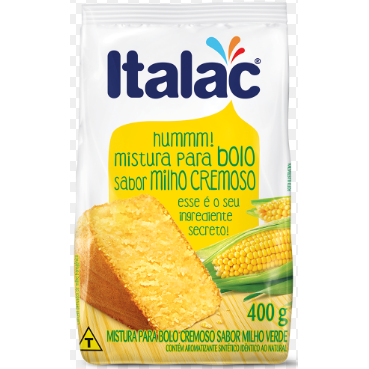 Italac®
hummm!
mistura para bolo
sabor milho cremoso
esse é o seu
ingrediente
secreto!
400 g
T
MISTURA PARA BOLO CREMOSO SABOR MILHO VERDE
CONTÉM AROMATIZANTE SINTÉTICO IDÊNTICO AO NATURAL